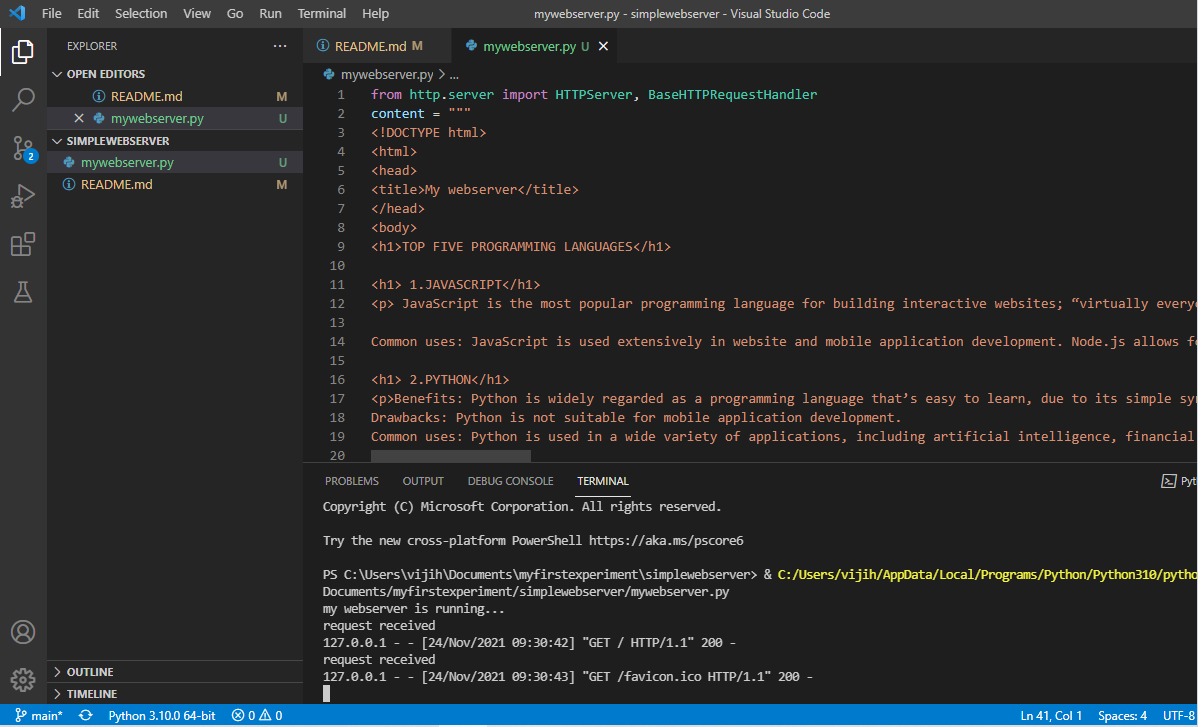 File Edit Selection View Go Run Terminal Help mywebserver.py - simplewebserver - Visual Studio Code
EXPLORER ...
OPEN EDITORS
README.md M
mywebserver.py U
SIMPLEWEBSERVER
mywebserver.py U
README.md M
2
OUTLINE
TIMELINE
README.md M mywebserver.py U
mywebserver.py > ...
1 from http.server import HTTPServer, BaseHTTPRequestHandler
2 content = """
3 <!DOCTYPE html>
4 <html>
5 <head>
6 <title>My webserver</title>
7 </head>
8 <body>
9 <h1>TOP FIVE PROGRAMMING LANGUAGES</h1>
10
11 <h1> 1.JAVASCRIPT</h1>
12 <p> JavaScript is the most popular programming language for building interactive websites; “virtually everyo
13
14 Common uses: JavaScript is used extensively in website and mobile application development. Node.js allows fo
15
16 <h1> 2.PYTHON</h1>
17 <p>Benefits: Python is widely regarded as a programming language that’s easy to learn, due to its simple syn
18 Drawbacks: Python is not suitable for mobile application development.
19 Common uses: Python is used in a wide variety of applications, including artificial intelligence, financial
20
PROBLEMS OUTPUT DEBUG CONSOLE TERMINAL Pyt
Copyright (C) Microsoft Corporation. All rights reserved.
Try the new cross-platform PowerShell https://aka.ms/pscore6
PS C:\Users\vijih\Documents\myfirstexperiment\simplewebserver> & C:/Users/vijih/AppData/Local/Programs/Python/Python310/pytho
Documents/myfirstexperiment/simplewebserver/mywebserver.py
my webserver is running...
request received
127.0.0.1 - - [24/Nov/2021 09:30:42] "GET / HTTP/1.1" 200 -
request received
127.0.0.1 - - [24/Nov/2021 09:30:43] "GET /favicon.ico HTTP/1.1" 200 -
main* Python 3.10.0 64-bit 0 0 Ln 41, Col 1 Spaces: 4 UTF-8